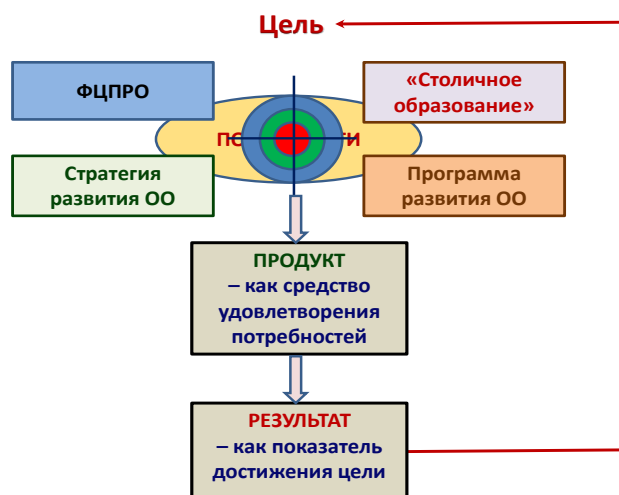 Цель
ФЦПРО
«Столичное
образование»
Стратегия
развития ОО
Программа
развития ОО
ПРОДУКТ
– как средство
удовлетворения
потребностей
РЕЗУЛЬТАТ
– как показатель
достижения цели